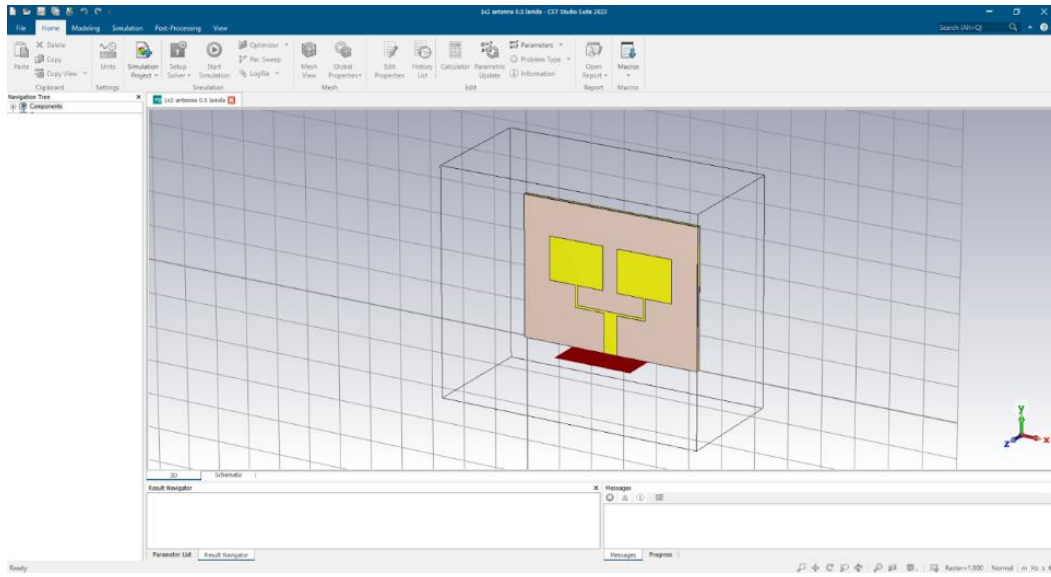 1x2 antenna 0.5 lamda - CST Studio Suite 2023
File Home Modeling Simulation Post-Processing View Search (Alt+Q)
Paste Delete Copy Copy View Units Simulation Project Setup Solver Start Simulation Optimizer Par. Sweep Logfile Mesh View Global Properties Edit Properties History List Calculator Parametric Update Parameters Problem Type Information Open Report Macros
Clipboard Settings Simulation Mesh Edit Report Macros
Navigation Tree
1x2 antenna 0.5 lamda
Components
y
z x
3D Schematic
Result Navigator Messages
Parameter List Result Navigator Messages Progress
Ready Raster=1.000 Normal m Hz s